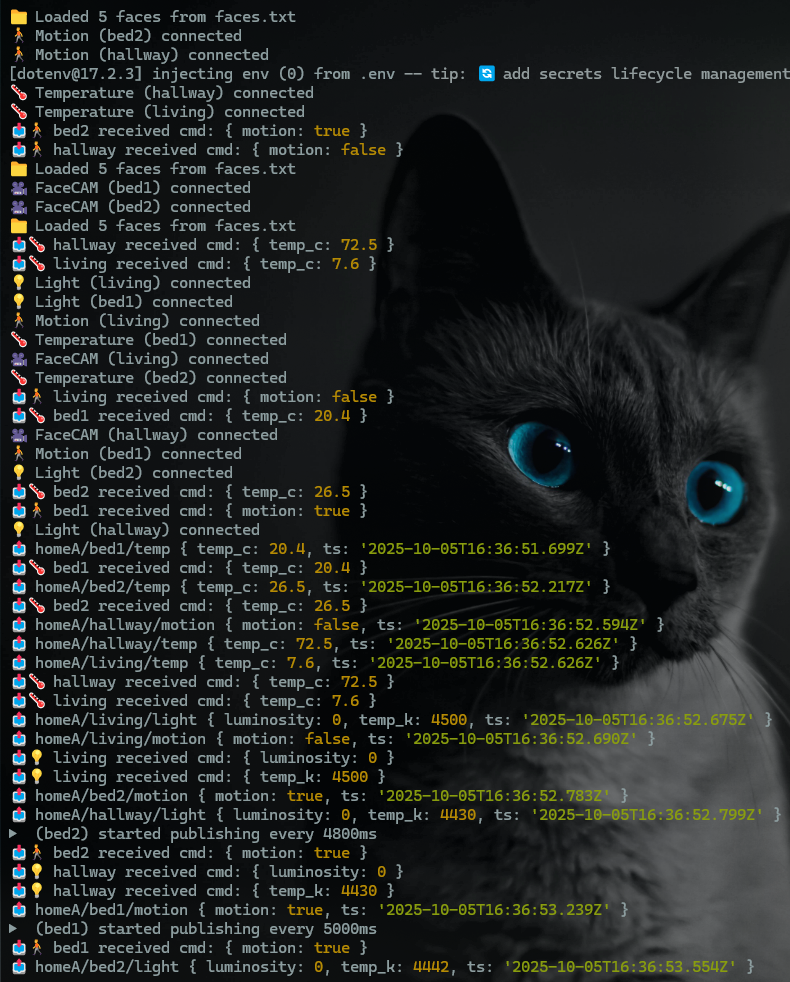 📁 Loaded 5 faces from faces.txt
🚶 Motion (bed2) connected
🚶 Motion (hallway) connected
[dotenv@17.2.3] injecting env (0) from .env -- tip: 🔄 add secrets lifecycle management
🌡️ Temperature (hallway) connected
🌡️ Temperature (living) connected
📥🚶 bed2 received cmd: { motion: true }
📥🚶 hallway received cmd: { motion: false }
📁 Loaded 5 faces from faces.txt
🎥 FaceCAM (bed1) connected
🎥 FaceCAM (bed2) connected
📁 Loaded 5 faces from faces.txt
📥🌡️ hallway received cmd: { temp_c: 72.5 }
📥🌡️ living received cmd: { temp_c: 7.6 }
💡 Light (living) connected
💡 Light (bed1) connected
🚶 Motion (living) connected
🌡️ Temperature (bed1) connected
🎥 FaceCAM (living) connected
🌡️ Temperature (bed2) connected
📥🚶 living received cmd: { motion: false }
📥🌡️ bed1 received cmd: { temp_c: 20.4 }
🎥 FaceCAM (hallway) connected
🚶 Motion (bed1) connected
💡 Light (bed2) connected
📥🌡️ bed2 received cmd: { temp_c: 26.5 }
📥🚶 bed1 received cmd: { motion: true }
💡 Light (hallway) connected
📤 homeA/bed1/temp { temp_c: 20.4, ts: '2025-10-05T16:36:51.699Z' }
📥🌡️ bed1 received cmd: { temp_c: 20.4 }
📤 homeA/bed2/temp { temp_c: 26.5, ts: '2025-10-05T16:36:52.217Z' }
📥🌡️ bed2 received cmd: { temp_c: 26.5 }
📤 homeA/hallway/motion { motion: false, ts: '2025-10-05T16:36:52.594Z' }
📤 homeA/hallway/temp { temp_c: 72.5, ts: '2025-10-05T16:36:52.626Z' }
📤 homeA/living/temp { temp_c: 7.6, ts: '2025-10-05T16:36:52.626Z' }
📥🌡️ hallway received cmd: { temp_c: 72.5 }
📥🌡️ living received cmd: { temp_c: 7.6 }
📤 homeA/living/light { luminosity: 0, temp_k: 4500, ts: '2025-10-05T16:36:52.675Z' }
📤 homeA/living/motion { motion: false, ts: '2025-10-05T16:36:52.690Z' }
📥💡 living received cmd: { luminosity: 0 }
📥💡 living received cmd: { temp_k: 4500 }
📤 homeA/bed2/motion { motion: true, ts: '2025-10-05T16:36:52.783Z' }
📤 homeA/hallway/light { luminosity: 0, temp_k: 4430, ts: '2025-10-05T16:36:52.799Z' }
▶ (bed2) started publishing every 4800ms
📥🚶 bed2 received cmd: { motion: true }
📥💡 hallway received cmd: { luminosity: 0 }
📥💡 hallway received cmd: { temp_k: 4430 }
📤 homeA/bed1/motion { motion: true, ts: '2025-10-05T16:36:53.239Z' }
▶ (bed1) started publishing every 5000ms
📥🚶 bed1 received cmd: { motion: true }
📤 homeA/bed2/light { luminosity: 0, temp_k: 4442, ts: '2025-10-05T16:36:53.554Z' }